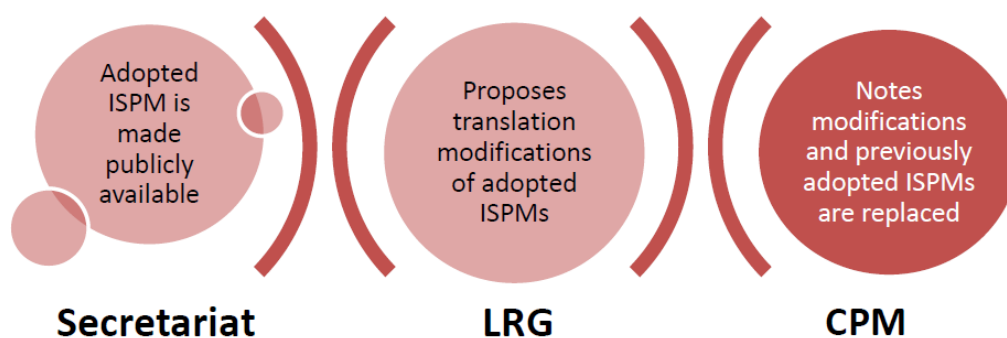 Adopted
ISPM is
made
publicly
available
Proposes
translation
modifications
of adopted
ISPMs
Notes
modifications
and previously
adopted ISPMs
are replaced
Secretariat
LRG
CPM